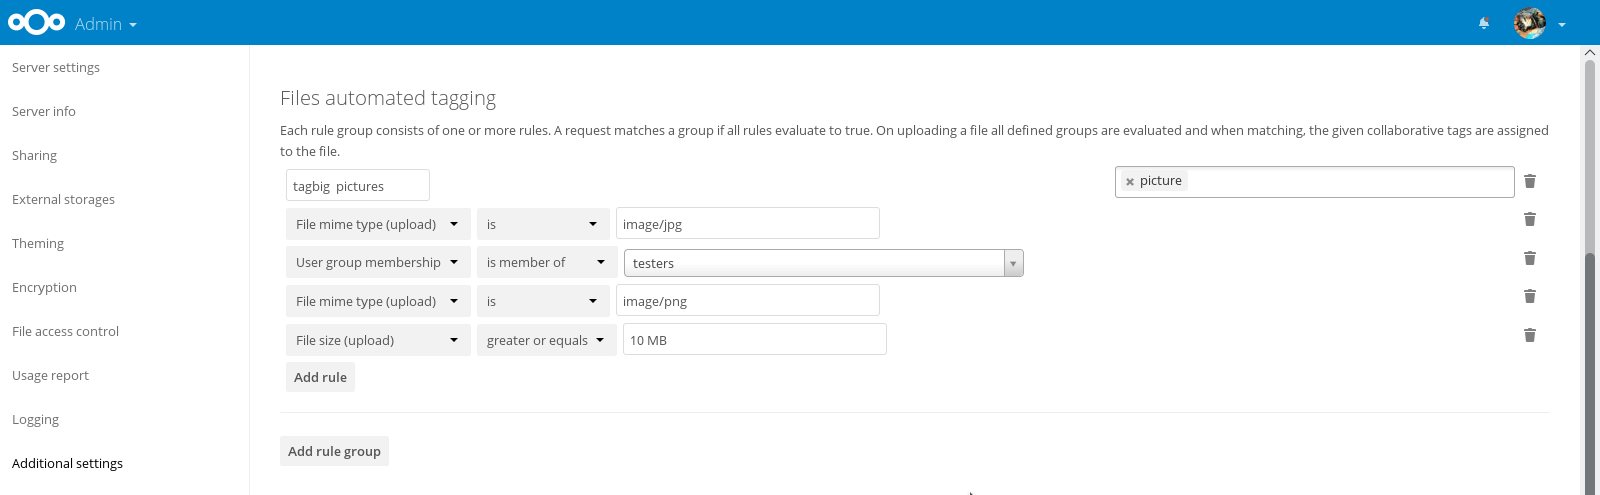 Admin
Server settings
Server info
Sharing
External storages
Theming
Encryption
File access control
Usage report
Logging
Additional settings
Files automated tagging
Each rule group consists of one or more rules. A request matches a group if all rules evaluate to true. On uploading a file all defined groups are evaluated and when matching, the given collaborative tags are assigned
to the file.
tagbig pictures picture
File mime type (upload) is image/jpg
User group membership is member of testers
File mime type (upload) is image/png
File size (upload) greater or equals 10 MB
Add rule
Add rule group